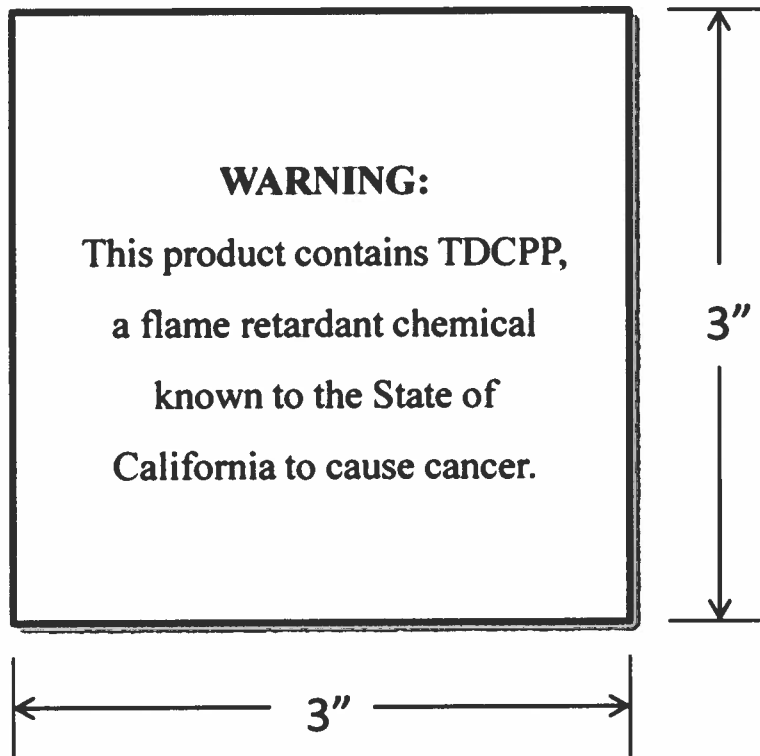 WARNING:
This product contains TDCPP,
a flame retardant chemical
known to the State of
California to cause cancer.
3”
3”